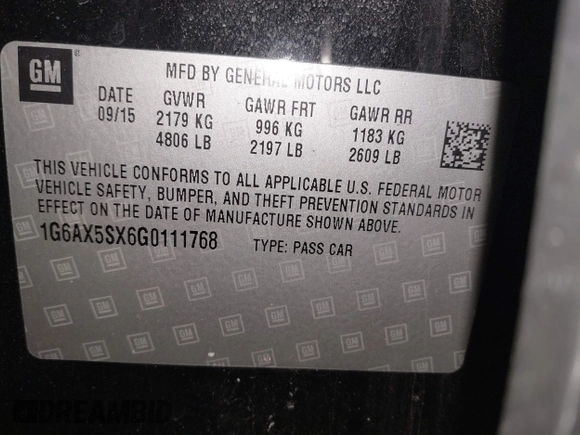 GM
MFD BY GENERAL MOTORS LLC
DATE GVWR GAWR FRT GAWR RR
09/15 2179 KG 996 KG 1183 KG
4806 LB 2197 LB 2609 LB
THIS VEHICLE CONFORMS TO ALL APPLICABLE U.S. FEDERAL MOTOR
VEHICLE SAFETY, BUMPER, AND THEFT PREVENTION STANDARDS IN
EFFECT ON THE DATE OF MANUFACTURE SHOWN ABOVE.
1G6AX5SX6G0111768 TYPE: PASS CAR
DREAMBID